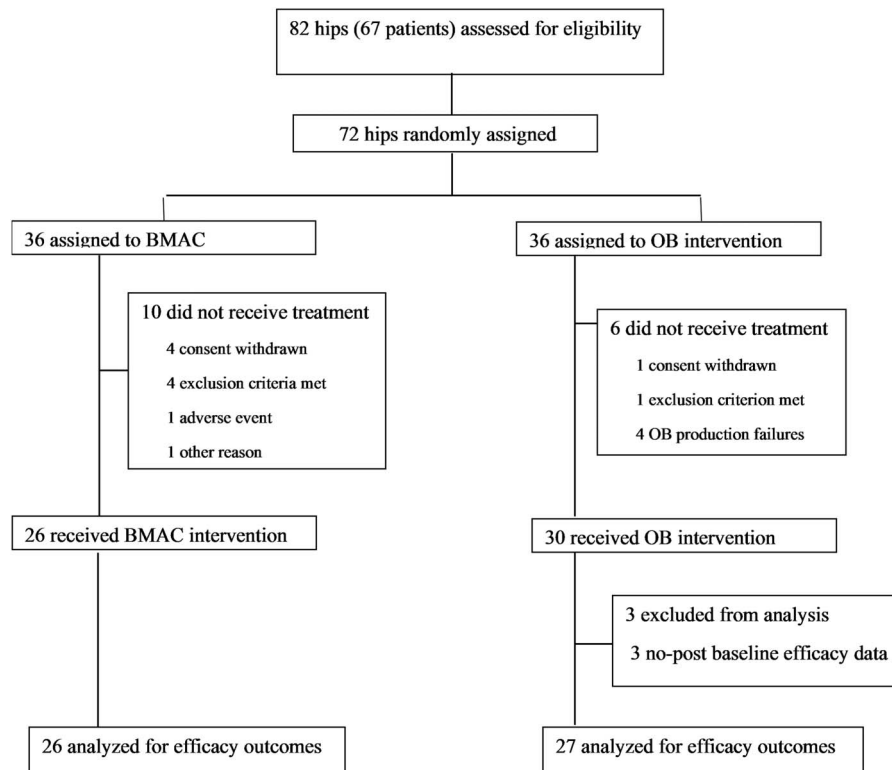 82 hips (67 patients) assessed for eligibility
72 hips randomly assigned
36 assigned to BMAC
36 assigned to OB intervention
10 did not receive treatment
4 consent withdrawn
4 exclusion criteria met
1 adverse event
1 other reason
6 did not receive treatment
1 consent withdrawn
1 exclusion criterion met
4 OB production failures
26 received BMAC intervention
30 received OB intervention
3 excluded from analysis
3 no-post baseline efficacy data
26 analyzed for efficacy outcomes
27 analyzed for efficacy outcomes